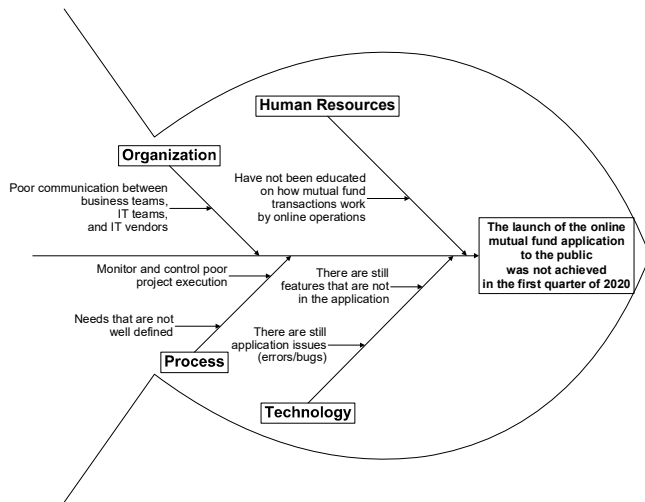 Human Resources
Organization
Poor communication between
business teams,
IT teams,
and IT vendors
Have not been educated
on how mutual fund
transactions work
by online operations
The launch of the online
mutual fund application
to the public
was not achieved
in the first quarter of 2020
Monitor and control poor
project execution
There are still
features that are not
in the application
Needs that are not
well defined
There are still
application issues
(errors/bugs)
Process
Technology